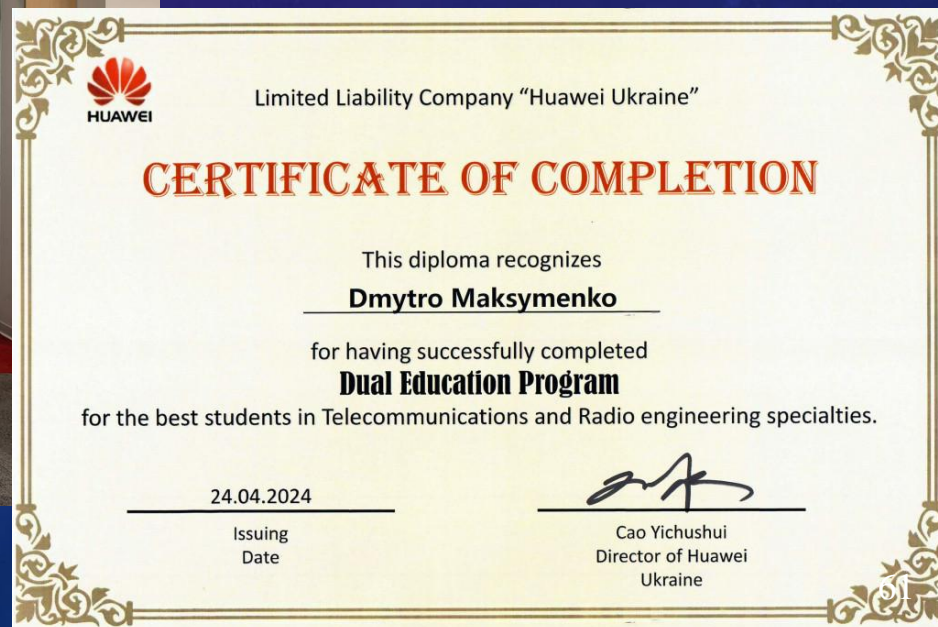 HUAWEI
Limited Liability Company “Huawei Ukraine”
CERTIFICATE OF COMPLETION
This diploma recognizes
Dmytro Maksymenko
for having successfully completed
Dual Education Program
for the best students in Telecommunications and Radio engineering specialties.
24.04.2024
Issuing
Date
Cao Yichushui
Director of Huawei
Ukraine
61